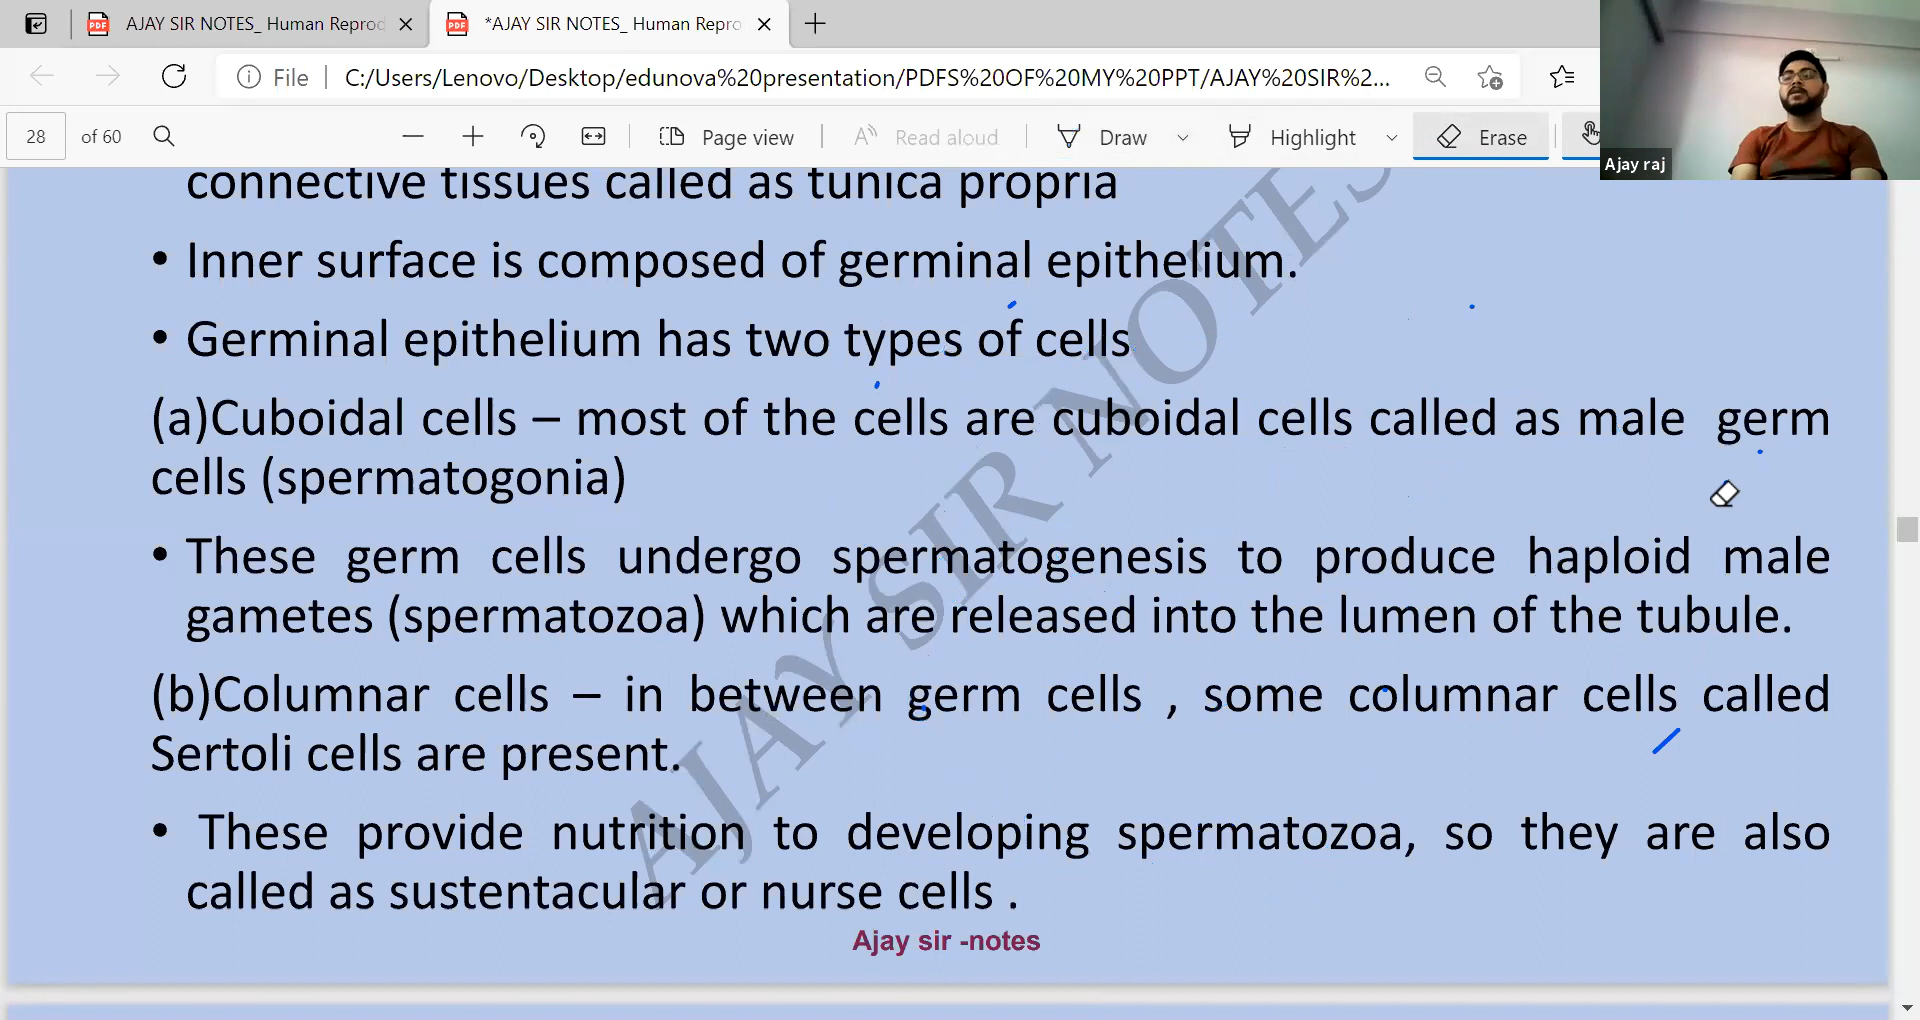 AJAY SIR NOTES_ Human Reprod
*AJAY SIR NOTES_ Human Repro
File
C:/Users/Lenovo/Desktop/edunova%20presentation/PDFS%20OF%20MY%20PPT/AJAY%20SIR%2...
28 of 60
Page view
Read aloud
Draw
Highlight
Erase
Ajay raj
connective tissues called as tunica propria
• Inner surface is composed of germinal epithelium.
• Germinal epithelium has two types of cells
(a)Cuboidal cells – most of the cells are cuboidal cells called as male germ
cells (spermatogonia)
• These germ cells undergo spermatogenesis to produce haploid male
gametes (spermatozoa) which are released into the lumen of the tubule.
(b)Columnar cells – in between germ cells , some columnar cells called
Sertoli cells are present.
• These provide nutrition to developing spermatozoa, so they are also
called as sustentacular or nurse cells .
AJAY SIR NOTES
Ajay sir -notes